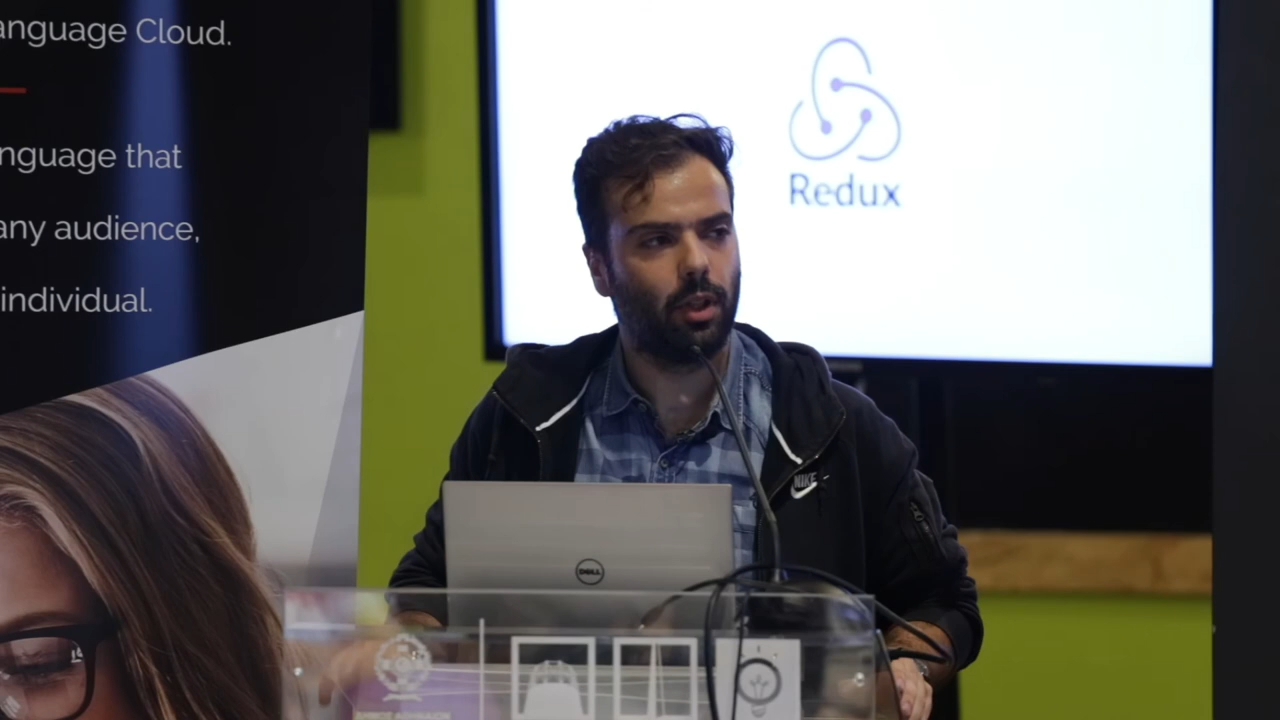 anguage Cloud.
nguage that
any audience,
individual.
Redux
NIKE
DELL